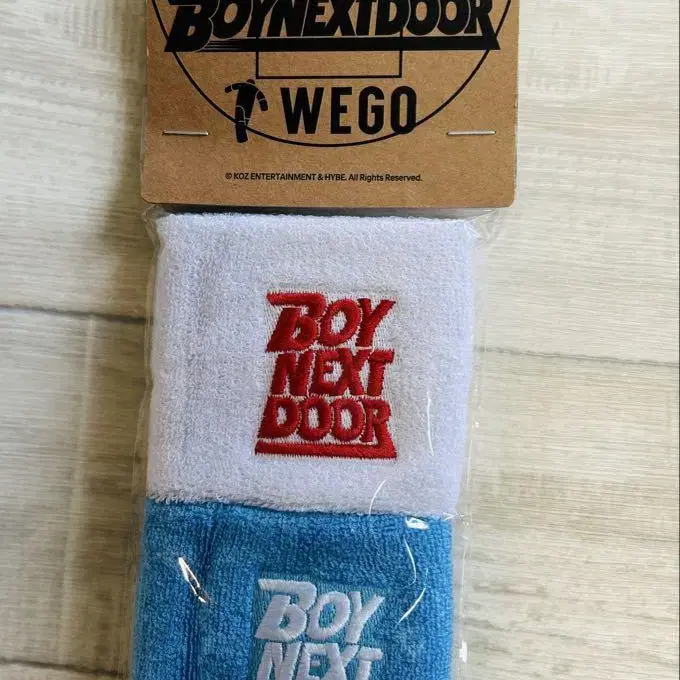 BOYNEXTDOOR
WEGO
© KOZ ENTERTAINMENT & HYBE. All Rights Reserved.
BOY
NEXT
DOOR
BOY
NEXT